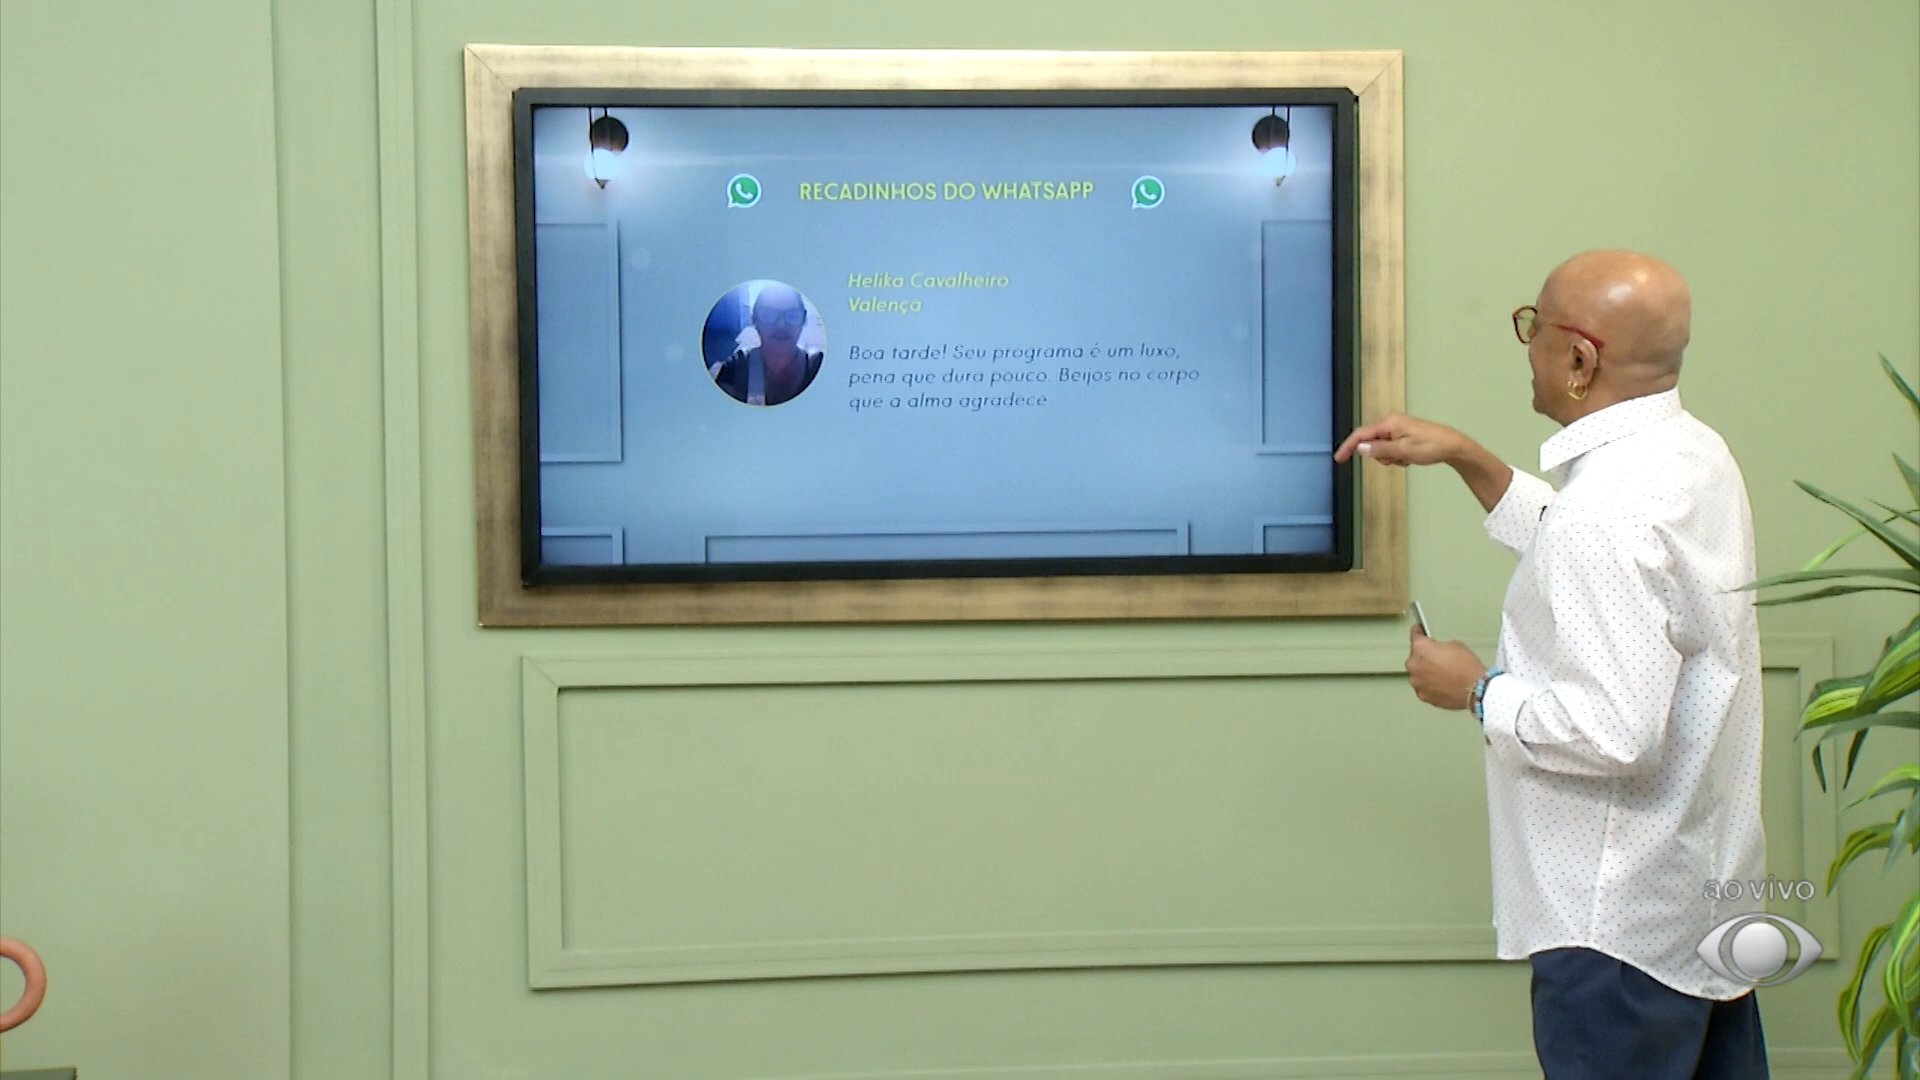 RECADINHOS DO WHATSAPP
Helika Cavalheiro
Valença
Boa tarde! Seu programa é um luxo,
pena que dura pouco. Beijos no corpo
que a alma agradece
ao vivo